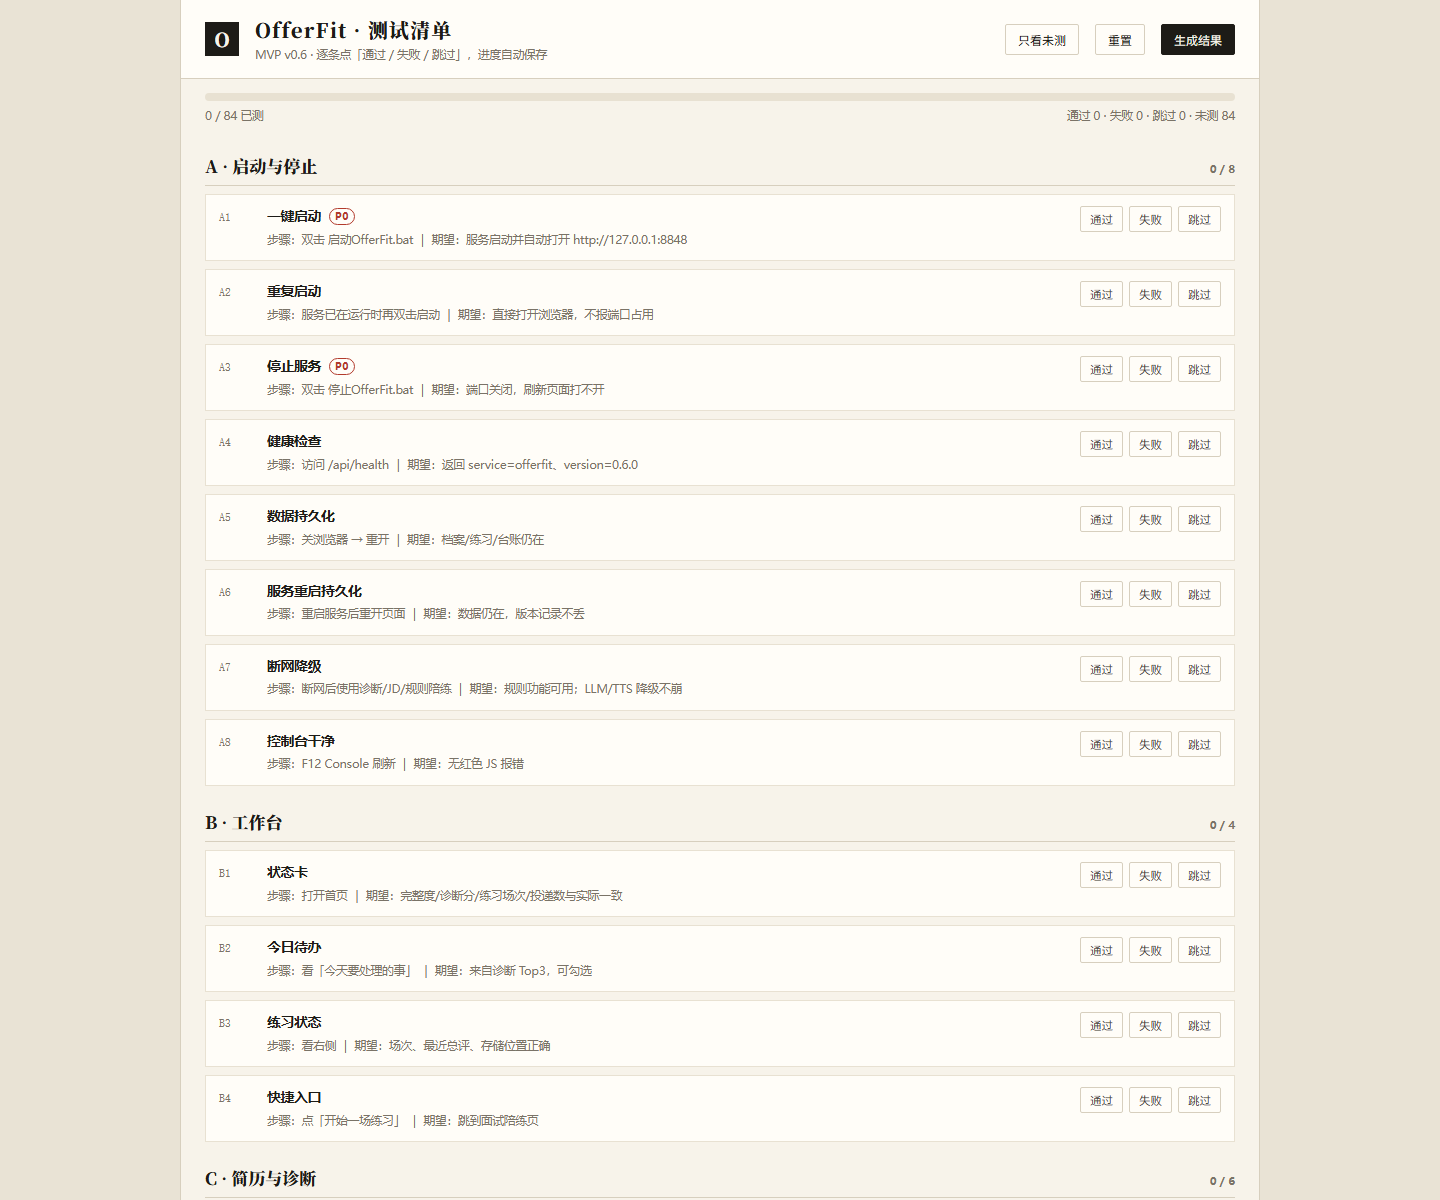 O
OfferFit · 测试清单
MVP v0.6 · 逐条点「通过 / 失败 / 跳过」，进度自动保存
只看未测
重置
生成结果
0 / 84 已测
通过 0 · 失败 0 · 跳过 0 · 未测 84
A · 启动与停止
0 / 8
A1
一键启动 P0
步骤：双击 启动OfferFit.bat ｜ 期望：服务启动并自动打开 http://127.0.0.1:8848
通过 失败 跳过
A2
重复启动
步骤：服务已在运行时再双击启动 ｜ 期望：直接打开浏览器，不报端口占用
通过 失败 跳过
A3
停止服务 P0
步骤：双击 停止OfferFit.bat ｜ 期望：端口关闭，刷新页面打不开
通过 失败 跳过
A4
健康检查
步骤：访问 /api/health ｜ 期望：返回 service=offerfit、version=0.6.0
通过 失败 跳过
A5
数据持久化
步骤：关浏览器 → 重开 ｜ 期望：档案/练习/台账仍在
通过 失败 跳过
A6
服务重启持久化
步骤：重启服务后重开页面 ｜ 期望：数据仍在，版本记录不丢
通过 失败 跳过
A7
断网降级
步骤：断网后使用诊断/JD/规则陪练 ｜ 期望：规则功能可用；LLM/TTS 降级不崩
通过 失败 跳过
A8
控制台干净
步骤：F12 Console 刷新 ｜ 期望：无红色 JS 报错
通过 失败 跳过
B · 工作台
0 / 4
B1
状态卡
步骤：打开首页 ｜ 期望：完整度/诊断分/练习场次/投递数与实际一致
通过 失败 跳过
B2
今日待办
步骤：看「今天要处理的事」 ｜ 期望：来自诊断 Top3，可勾选
通过 失败 跳过
B3
练习状态
步骤：看右侧 ｜ 期望：场次、最近总评、存储位置正确
通过 失败 跳过
B4
快捷入口
步骤：点「开始一场练习」 ｜ 期望：跳到面试陪练页
通过 失败 跳过
C · 简历与诊断
0 / 6